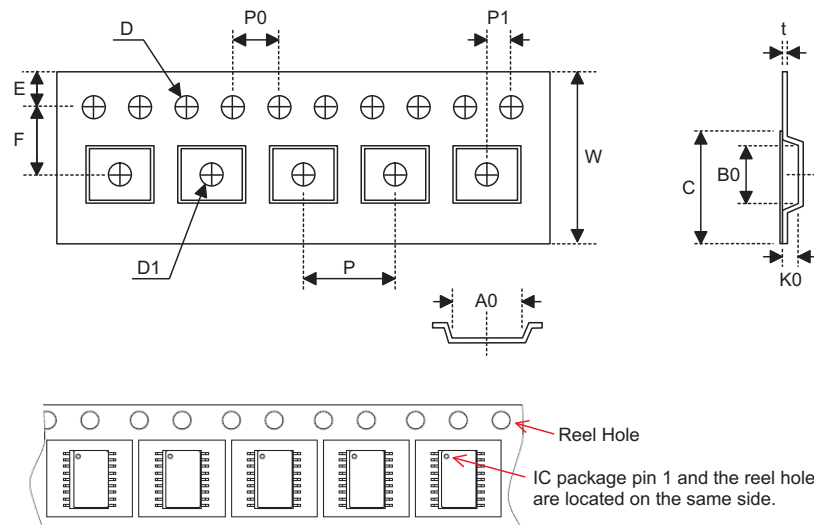 D
P0
P1
t
E
F
W
C
B0
D1
P
K0
A0
Reel Hole
IC package pin 1 and the reel hole
are located on the same side.